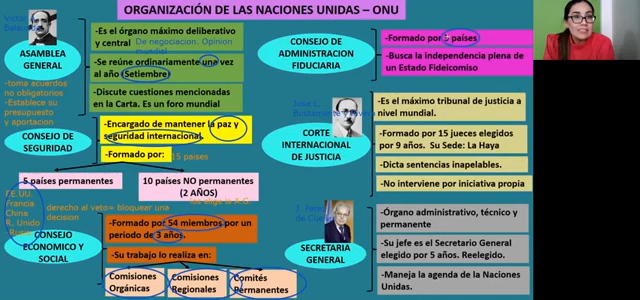 ORGANIZACIÓN DE LAS NACIONES UNIDAS – ONU
ASAMBLEA
GENERAL
-Es el órgano máximo deliberativo
y central
De negociacion. Opinion
mundial
-Se reúne ordinariamente una vez
al año (Setiembre)
-Discute cuestiones mencionadas
en la Carta. Es un foro mundial
-toma acuerdos
no obligatorios
-Establece su
presupuesto
y aportacion
CONSEJO DE
SEGURIDAD
-Encargado de mantener la paz y
seguridad internacional.
-Formado por:
15 paises
5 países permanentes
10 países NO permanentes
(2 AÑOS)
EE.UU.
Francia
China
R. Unido
derecho al veto= bloquear una
decision
CONSEJO
ECONOMICO Y
SOCIAL
-Formado por 54 miembros por un
periodo de 3 años.
-Su trabajo lo realiza en:
Comisiones
Orgánicas
Comisiones
Regionales
Comités
Permanentes
CONSEJO DE
ADMINISTRACION
FIDUCIARIA
-Formado por 5 países
-Busca la independencia plena de
un Estado Fideicomiso
Jose L.
Bustamante y Rivero
CORTE
INTERNACIONAL
DE JUSTICIA
-Es el máximo tribunal de justicia a
nivel mundial.
-Formado por 15 jueces elegidos
por 9 años. Su Sede: La Haya
-Dicta sentencias inapelables.
-No interviene por iniciativa propia
J. Perez
de Cuellar
SECRETARIA
GENERAL
-Órgano administrativo, técnico y
permanente
-Su jefe es el Secretario General
elegido por 5 años. Reelegido.
-Maneja la agenda de la Naciones
Unidas.